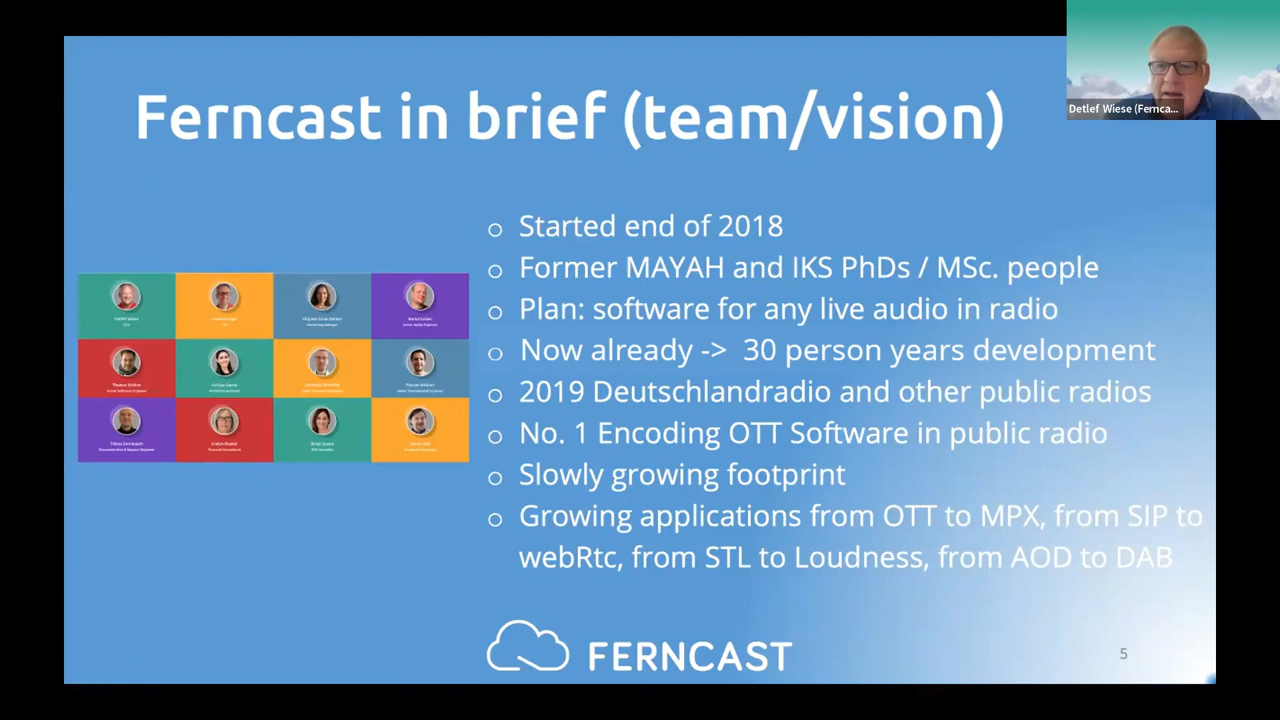 Ferncast in brief (team/vision)
Detlef Wiese (Fernca...
○ Started end of 2018
○ Former MAYAH and IKS PhDs / MSc. people
○ Plan: software for any live audio in radio
○ Now already -> 30 person years development
○ 2019 Deutschlandradio and other public radios
○ No. 1 Encoding OTT Software in public radio
○ Slowly growing footprint
○ Growing applications from OTT to MPX, from SIP to
webRtc, from STL to Loudness, from AOD to DAB
FERNCAST
5